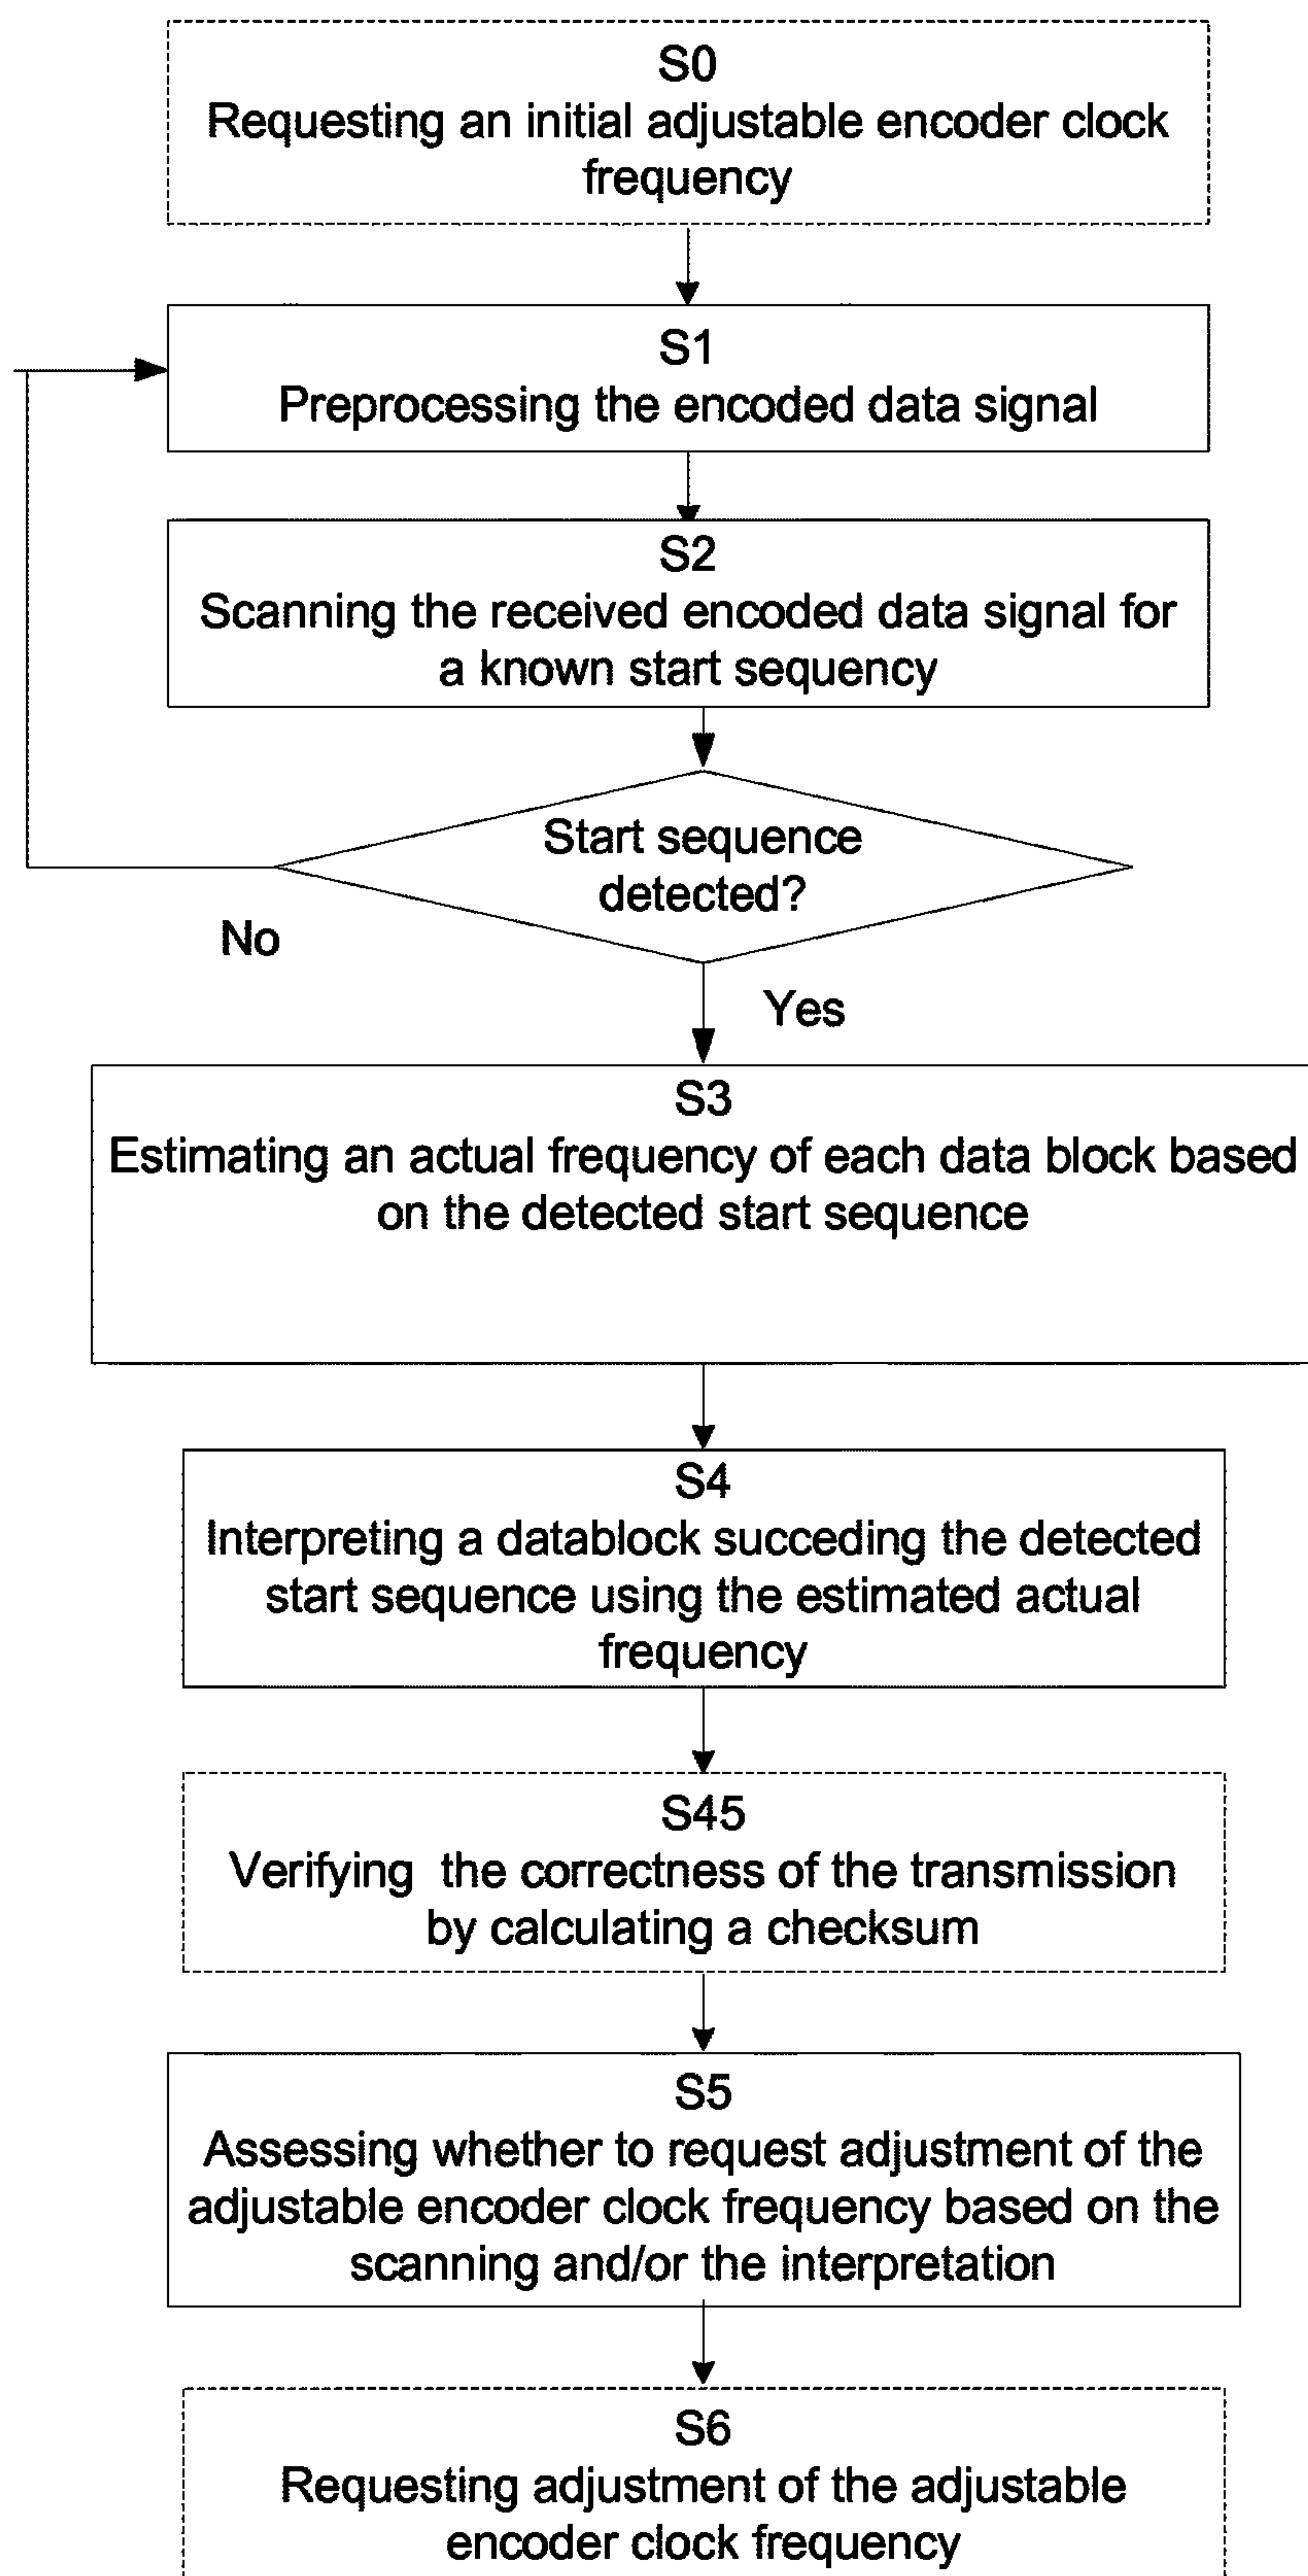 S0
Requesting an initial adjustable encoder clock
frequency
S1
Preprocessing the encoded data signal
S2
Scanning the received encoded data signal for
a known start sequency
Start sequence
detected?
No
Yes
S3
Estimating an actual frequency of each data block based
on the detected start sequence
S4
Interpreting a datablock succeding the detected
start sequence using the estimated actual
frequency
S45
Verifying the correctness of the transmission
by calculating a checksum
S5
Assessing whether to request adjustment of the
adjustable encoder clock frequency based on the
scanning and/or the interpretation
S6
Requesting adjustment of the adjustable
encoder clock frequency